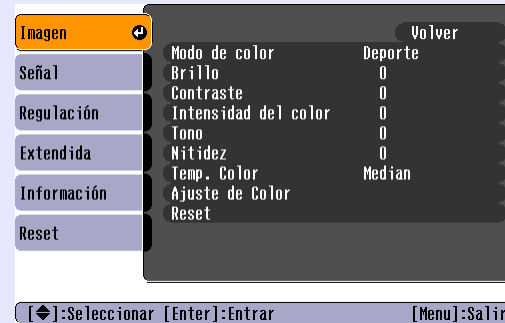 Imagen
Señal
Regulación
Extendida
Información
Reset
Volver
Modo de color Deporte
Brillo 0
Contraste 0
Intensidad del color 0
Tono 0
Nitidez 0
Temp. Color Median
Ajuste de Color
Reset
[ ]:Seleccionar [Enter]:Entrar [Menu]:Salir